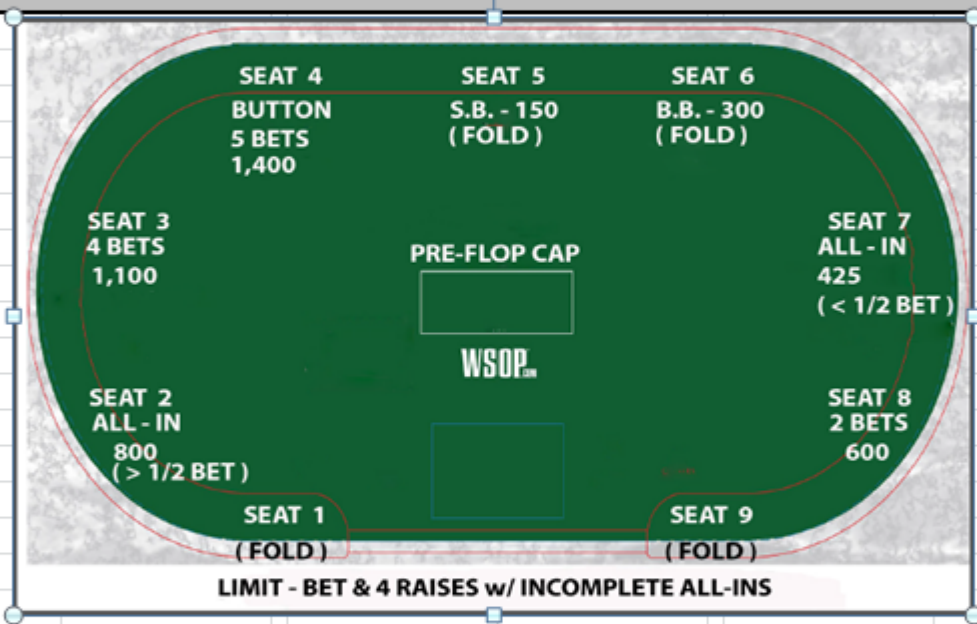 SEAT 4
BUTTON
5 BETS
1,400
SEAT 5
S.B. - 150
( FOLD )
SEAT 6
B.B. - 300
( FOLD )
SEAT 3
4 BETS
1,100
PRE-FLOP CAP
WSOP.COM
SEAT 7
ALL - IN
425
( < 1/2 BET )
SEAT 2
ALL - IN
800
( > 1/2 BET )
SEAT 8
2 BETS
600
SEAT 1
( FOLD )
SEAT 9
( FOLD )
LIMIT - BET & 4 RAISES w/ INCOMPLETE ALL-INS